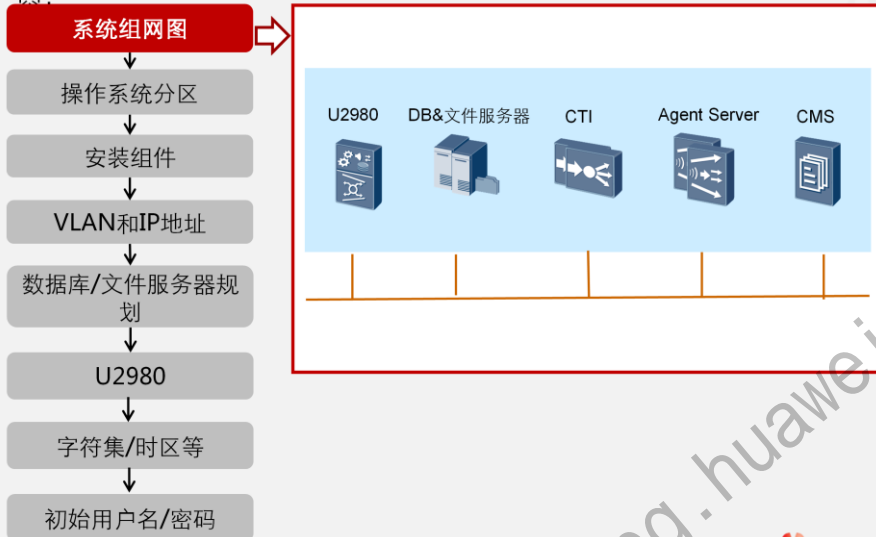 系统组网图
操作系统分区
安装组件
VLAN和IP地址
数据库/文件服务器规
划
U2980
字符集/时区等
初始用户名/密码
U2980 DB&文件服务器 CTI Agent Server CMS